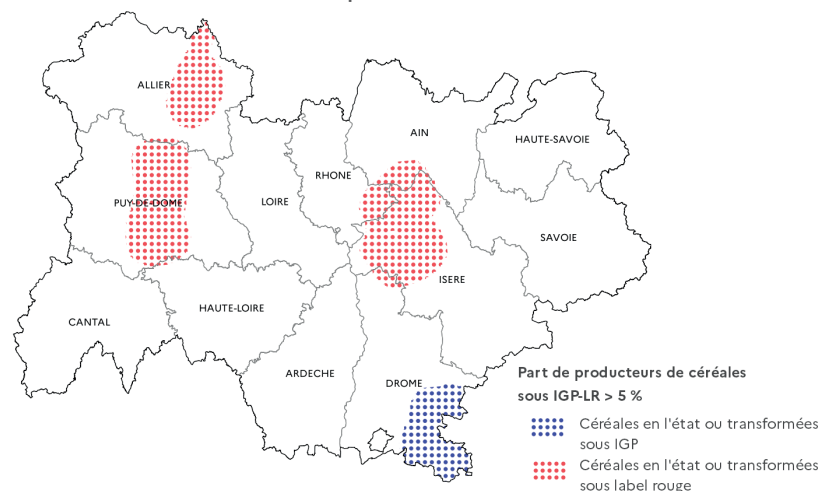 ALLIER
AIN
HAUTE-SAVOIE
RHONE
PUY-DE-DOME
LOIRE
SAVOIE
ISERE
HAUTE-LOIRE
CANTAL
ARDECHE
DROME
Part de producteurs de céréales
sous IGP-LR > 5 %
Céréales en l'état ou transformées
sous IGP
Céréales en l'état ou transformées
sous label rouge